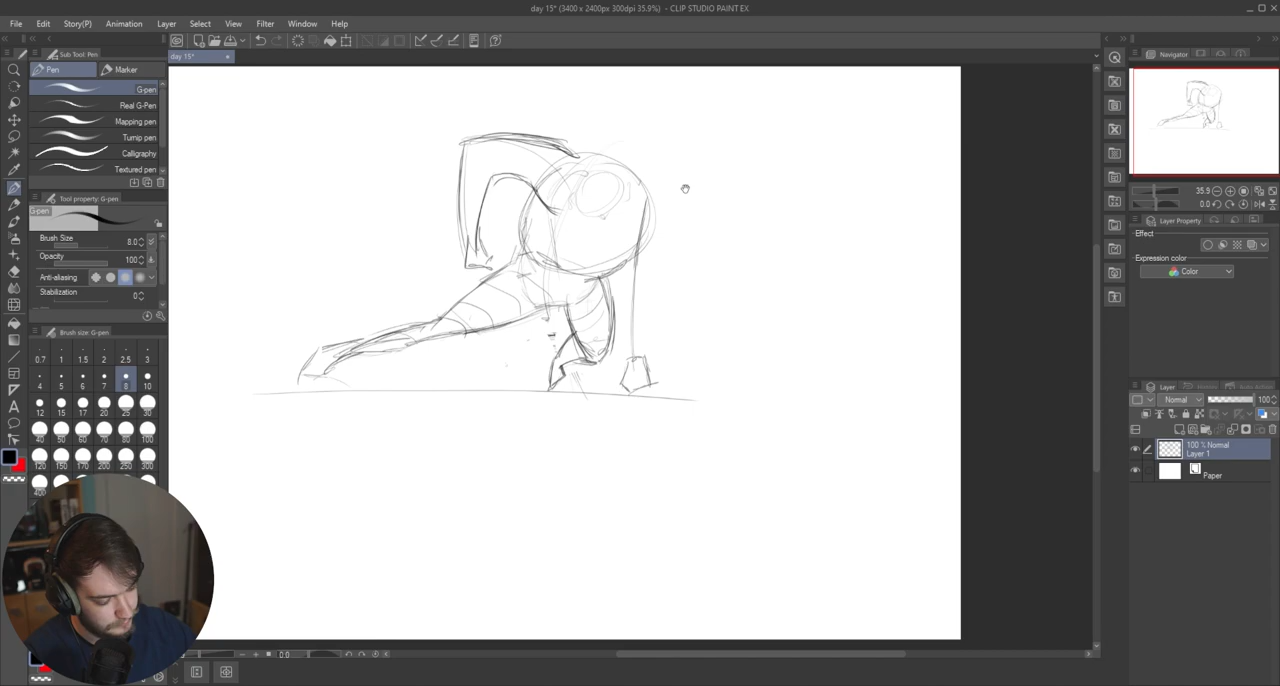 day 15* (3400 x 2400px 300dpi 35.9%) - CLIP STUDIO PAINT EX
File Edit Story(P) Animation Layer Select View Filter Window Help
Sub Tool: Pen
day 15*
Navigator
Pen Marker
G-pen
Real G-Pen
Mapping pen
Turnip pen
Calligraphy
Textured pen
Tool property: G-pen
G-pen
Brush Size 8.0
Opacity 100
Anti-aliasing
Stabilization 0
Brush size: G-pen
0.7 1 1.5 2 2.5 3
4 5 6 7 8 10
12 15 17 20 25 30
40 50 60 70 80 100
120 150 170 200 250 300
400
35.9
0.0
Layer Property
Effect
Expression color
Color
Layer
Normal 100
100 % Normal
Layer 1
Paper